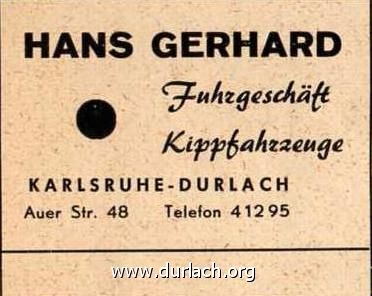 HANS GERHARD
Fuhrgeschäft
Kippfahrzeuge
KARLSRUHE-DURLACH
Auer Str. 48 Telefon 41295
www.durlach.org